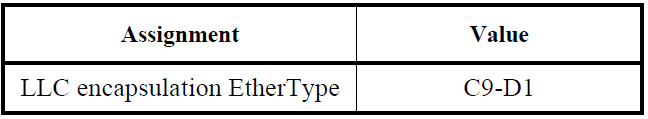 Assignment Value
LLC encapsulation EtherType C9-D1